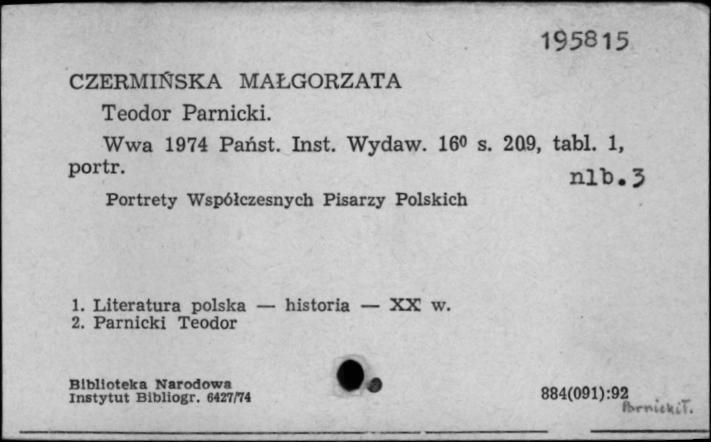 195815
CZERMIŃSKA MAŁGORZATA
Teodor Parnicki.
Wwa 1974 Państ. Inst. Wydaw. 16⁰ s. 209, tabl. 1,
portr.
nlb.3
Portrety Współczesnych Pisarzy Polskich
1. Literatura polska — historia — XX w.
2. Parnicki Teodor
Biblioteka Narodowa
Instytut Bibliogr. 6427/74
884(091):92
Parnicki T.